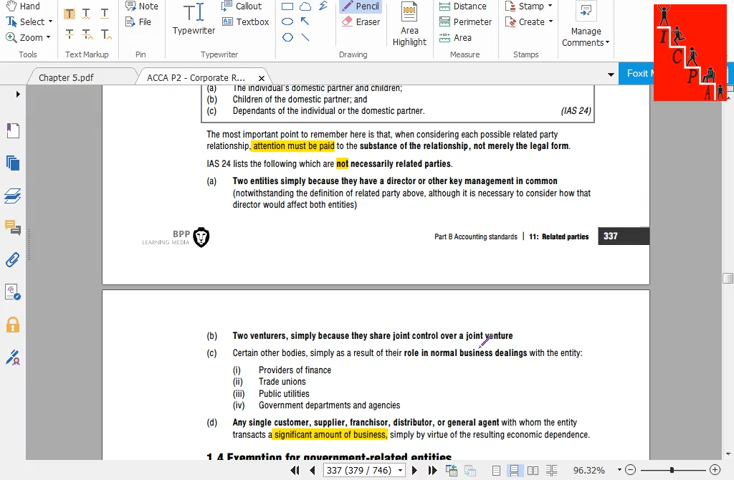 Hand
Select
Zoom
Tools
T T T
T T T
Text Markup
Note
File
Pin
Typewriter
Callout
Textbox
Typewriter
Pencil
Eraser
Drawing
Area
Highlight
Distance
Perimeter
Area
Measure
Stamp
Create
Stamps
Manage
Comments
I
C
P
A
Chapter 5.pdf
ACCA P2 - Corporate R...
Foxit M
(a) The individual's domestic partner and children;
(b) Children of the domestic partner; and
(c) Dependants of the individual or the domestic partner. (IAS 24)
The most important point to remember here is that, when considering each possible related party
relationship, attention must be paid to the substance of the relationship, not merely the legal form.
IAS 24 lists the following which are not necessarily related parties.
(a) Two entities simply because they have a director or other key management in common
(notwithstanding the definition of related party above, although it is necessary to consider how that
director would affect both entities)
BPP
LEARNING MEDIA
Part B Accounting standards | 11: Related parties 337
(b) Two venturers, simply because they share joint control over a joint venture
(c) Certain other bodies, simply as a result of their role in normal business dealings with the entity:
(i) Providers of finance
(ii) Trade unions
(iii) Public utilities
(iv) Government departments and agencies
(d) Any single customer, supplier, franchisor, distributor, or general agent with whom the entity
transacts a significant amount of business, simply by virtue of the resulting economic dependence.
1.4 Exemption for government-related entities
337 (379 / 746)
96.32%